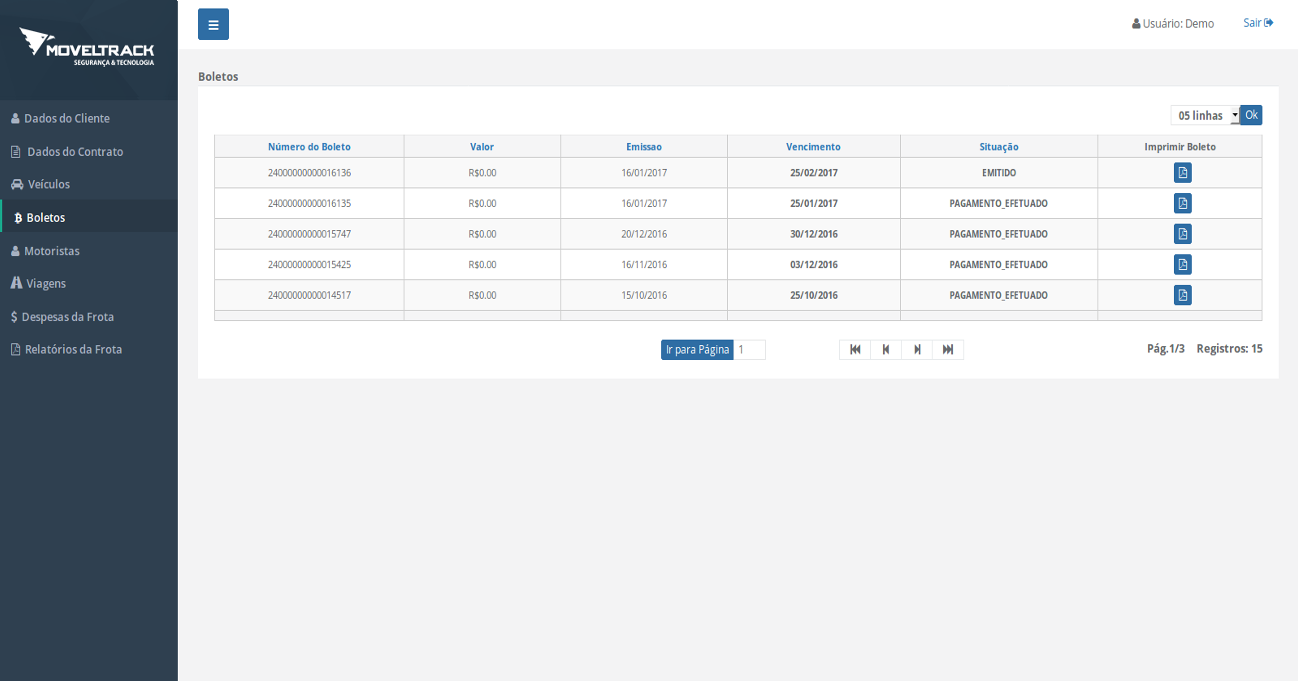 MOVELTRACK
SEGURANÇA & TECNOLOGIA
Usuário: Demo Sair
Dados do Cliente
Dados do Contrato
Veículos
Boletos
Motoristas
Viagens
Despesas da Frota
Relatórios da Frota
Boletos
05 linhas Ok
Número do Boleto Valor Emissao Vencimento Situação Imprimir Boleto
24000000000016136 R$0.00 16/01/2017 25/02/2017 EMITIDO
24000000000016135 R$0.00 16/01/2017 25/01/2017 PAGAMENTO_EFETUADO
24000000000015747 R$0.00 20/12/2016 30/12/2016 PAGAMENTO_EFETUADO
24000000000015425 R$0.00 16/11/2016 03/12/2016 PAGAMENTO_EFETUADO
24000000000014517 R$0.00 15/10/2016 25/10/2016 PAGAMENTO_EFETUADO
Ir para Página 1 Pág.1/3 Registros: 15